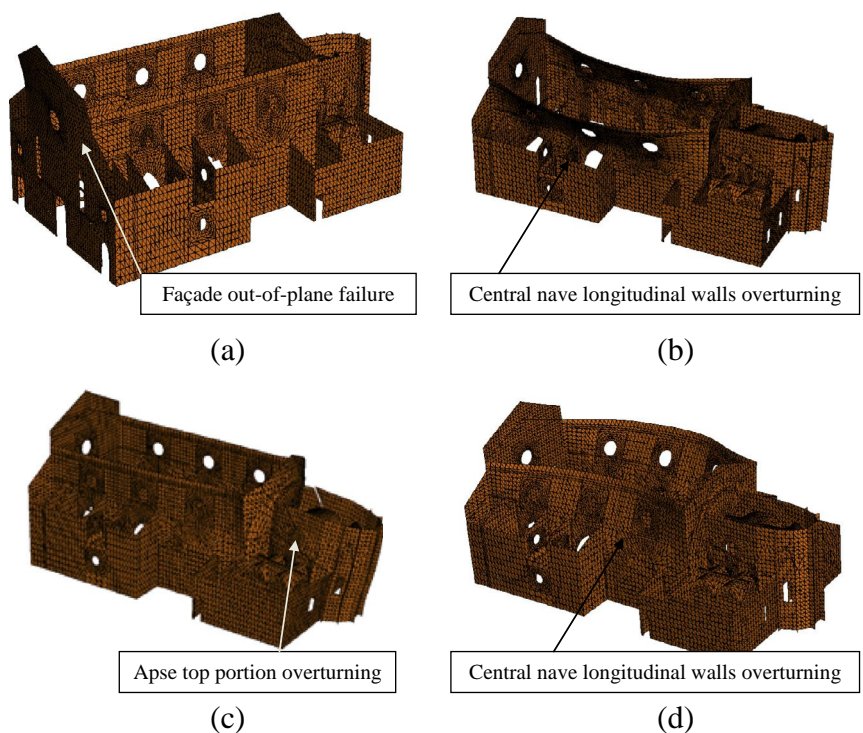 Façade out-of-plane failure
Central nave longitudinal walls overturning
(a)
(b)
Apse top portion overturning
Central nave longitudinal walls overturning
(c)
(d)